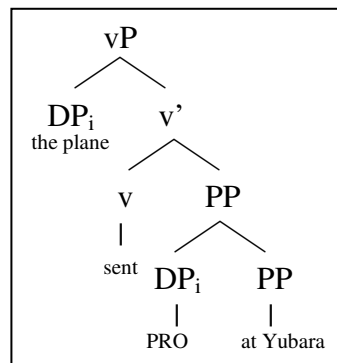 vP
DPi v’
the plane
v PP
sent
DPi PP
PRO at Yubara